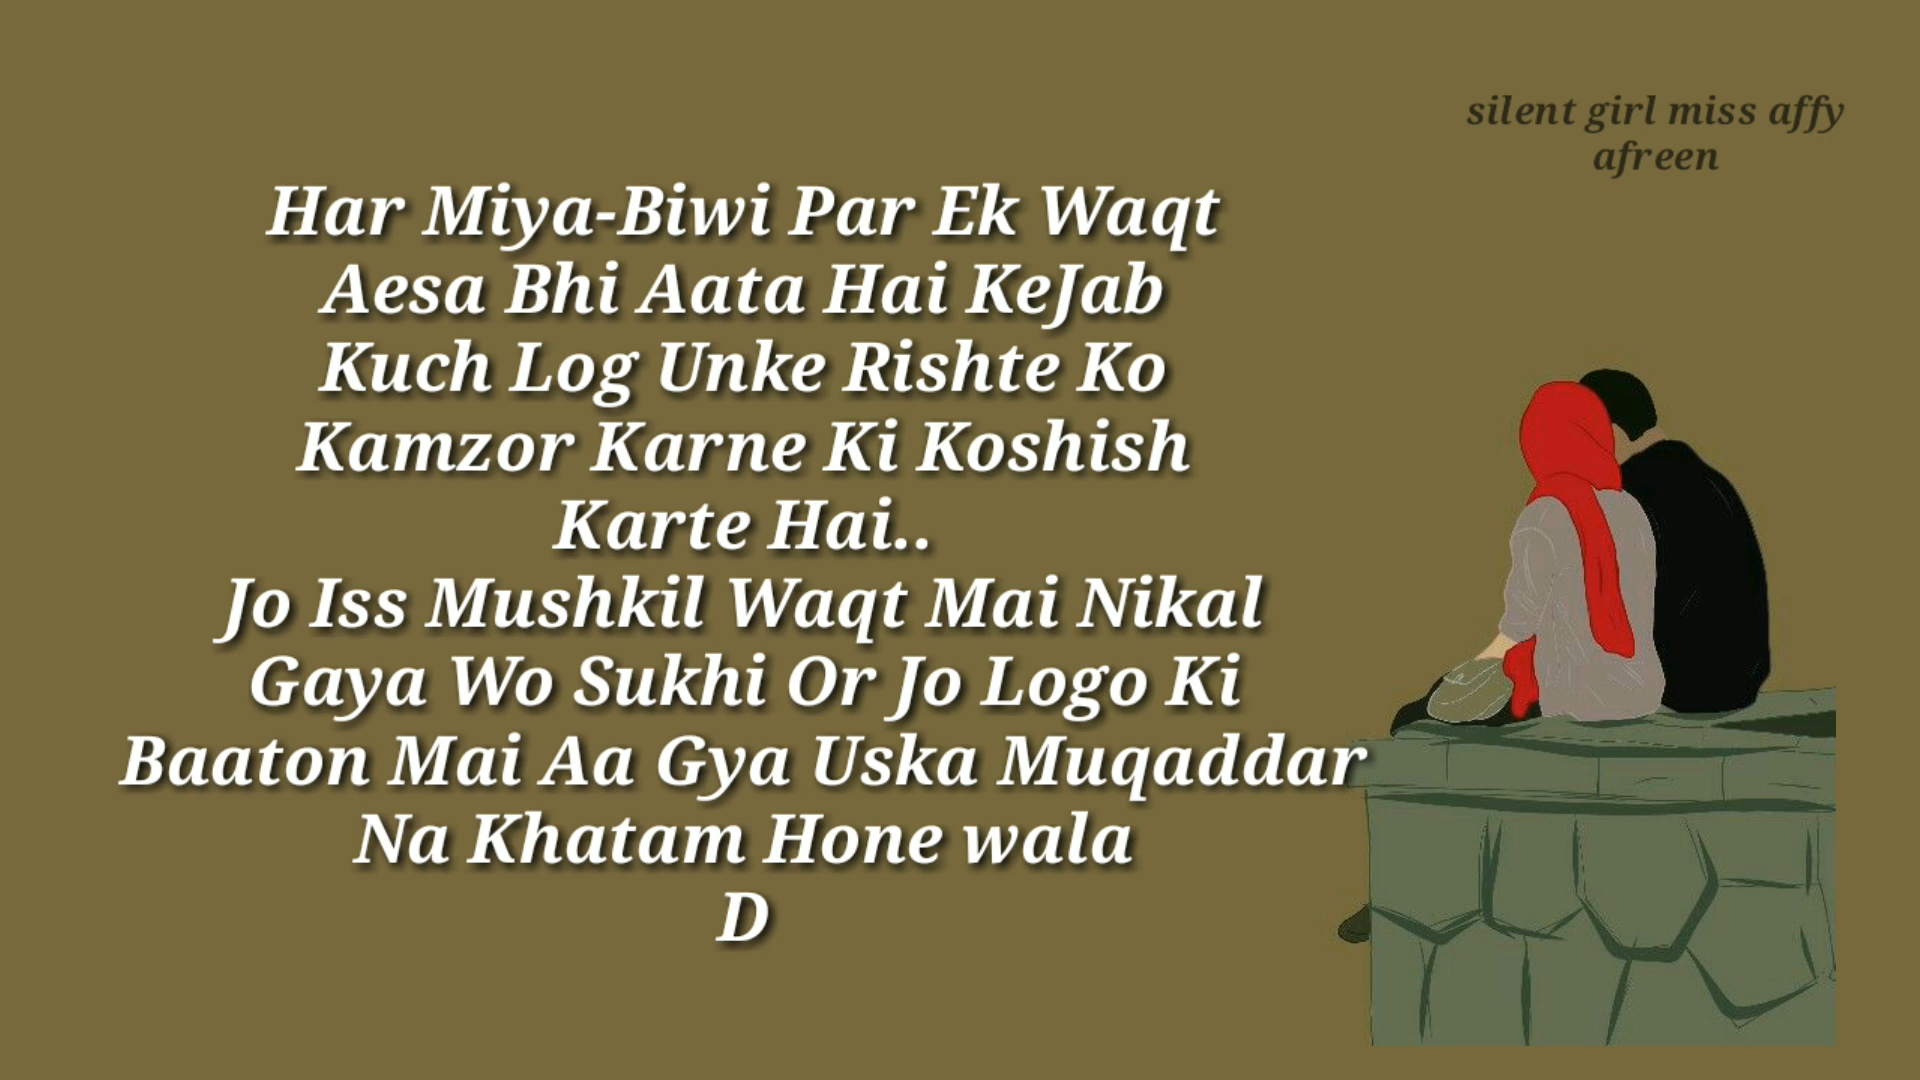 silent girl miss affy
afreen
Har Miya-Biwi Par Ek Waqt
Aesa Bhi Aata Hai KeJab
Kuch Log Unke Rishte Ko
Kamzor Karne Ki Koshish
Karte Hai..
Jo Iss Mushkil Waqt Mai Nikal
Gaya Wo Sukhi Or Jo Logo Ki
Baaton Mai Aa Gya Uska Muqaddar
Na Khatam Hone wala
D